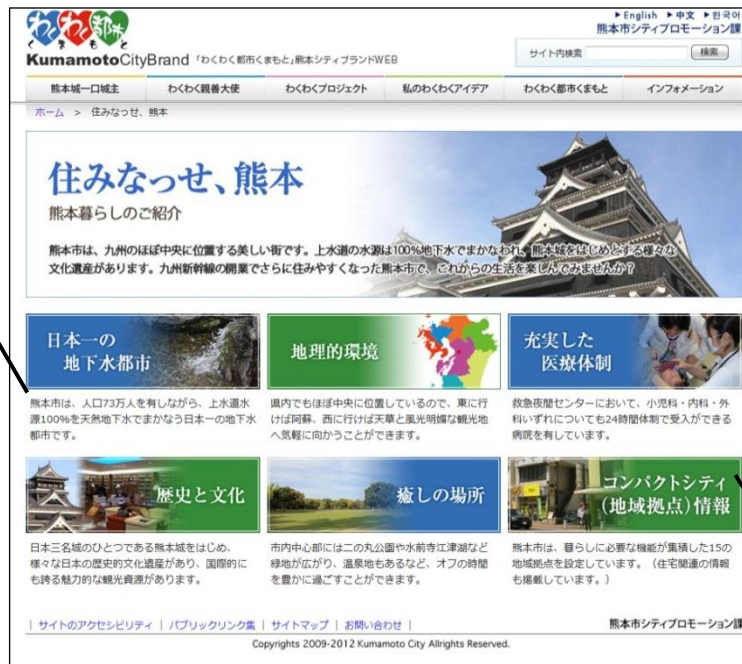 ▶English ▶中文 ▶한국어
わくわく都市
くまもと
熊本市シティプロモーション課
KumamotoCityBrand 「わくわく都市くまもと」熊本シティブランドWEB
サイト内検索 検索
熊本城一口城主 わくわく親善大使 わくわくプロジェクト 私のわくわくアイデア わくわく都市くまもと インフォメーション
ホーム > 住みなっせ、熊本
住みなっせ、熊本
熊本暮らしのご紹介
熊本市は、九州のほぼ中央に位置する美しい街です。上水道の水源は100%地下水でまかなわれ、熊本城をはじめとする様々な
文化遺産があります。九州新幹線の開業でさらに住みやすくなった熊本市で、これからの生活を楽しんでみませんか？
日本一の
地下水都市
熊本市は、人口73万人を有しながら、上水道水
源100%を天然地下水でまかなう日本一の地下水
都市です。
地理的環境
県内でもほぼ中央に位置しているので、東に行
けば阿蘇、西に行けば天草と風光明媚な観光地
へ気軽に向かうことができます。
充実した
医療体制
救急夜間センターにおいて、小児科・内科・外
科いずれについても24時間体制で受入ができる
病院を有しています。
歴史と文化
日本三名城のひとつである熊本城をはじめ、
様々な日本の歴史的文化遺産があり、国際的に
も誇る魅力的な観光資源があります。
癒しの場所
市内中心部には二の丸公園や水前寺江津湖など
緑地が広がり、温泉地もあるなど、オフの時間
を豊かに過ごすことができます。
コンパクトシティ
(地域拠点)情報
熊本市は、暮らしに必要な機能が集積した15の
地域拠点を設定しています。（住宅関連の情報
も掲載しています。）
| サイトのアクセシビリティ | パブリックリンク集 | サイトマップ | お問い合わせ |
熊本市シティプロモーション課
Copyrights 2009-2012 Kumamoto City Allrights Reserved.